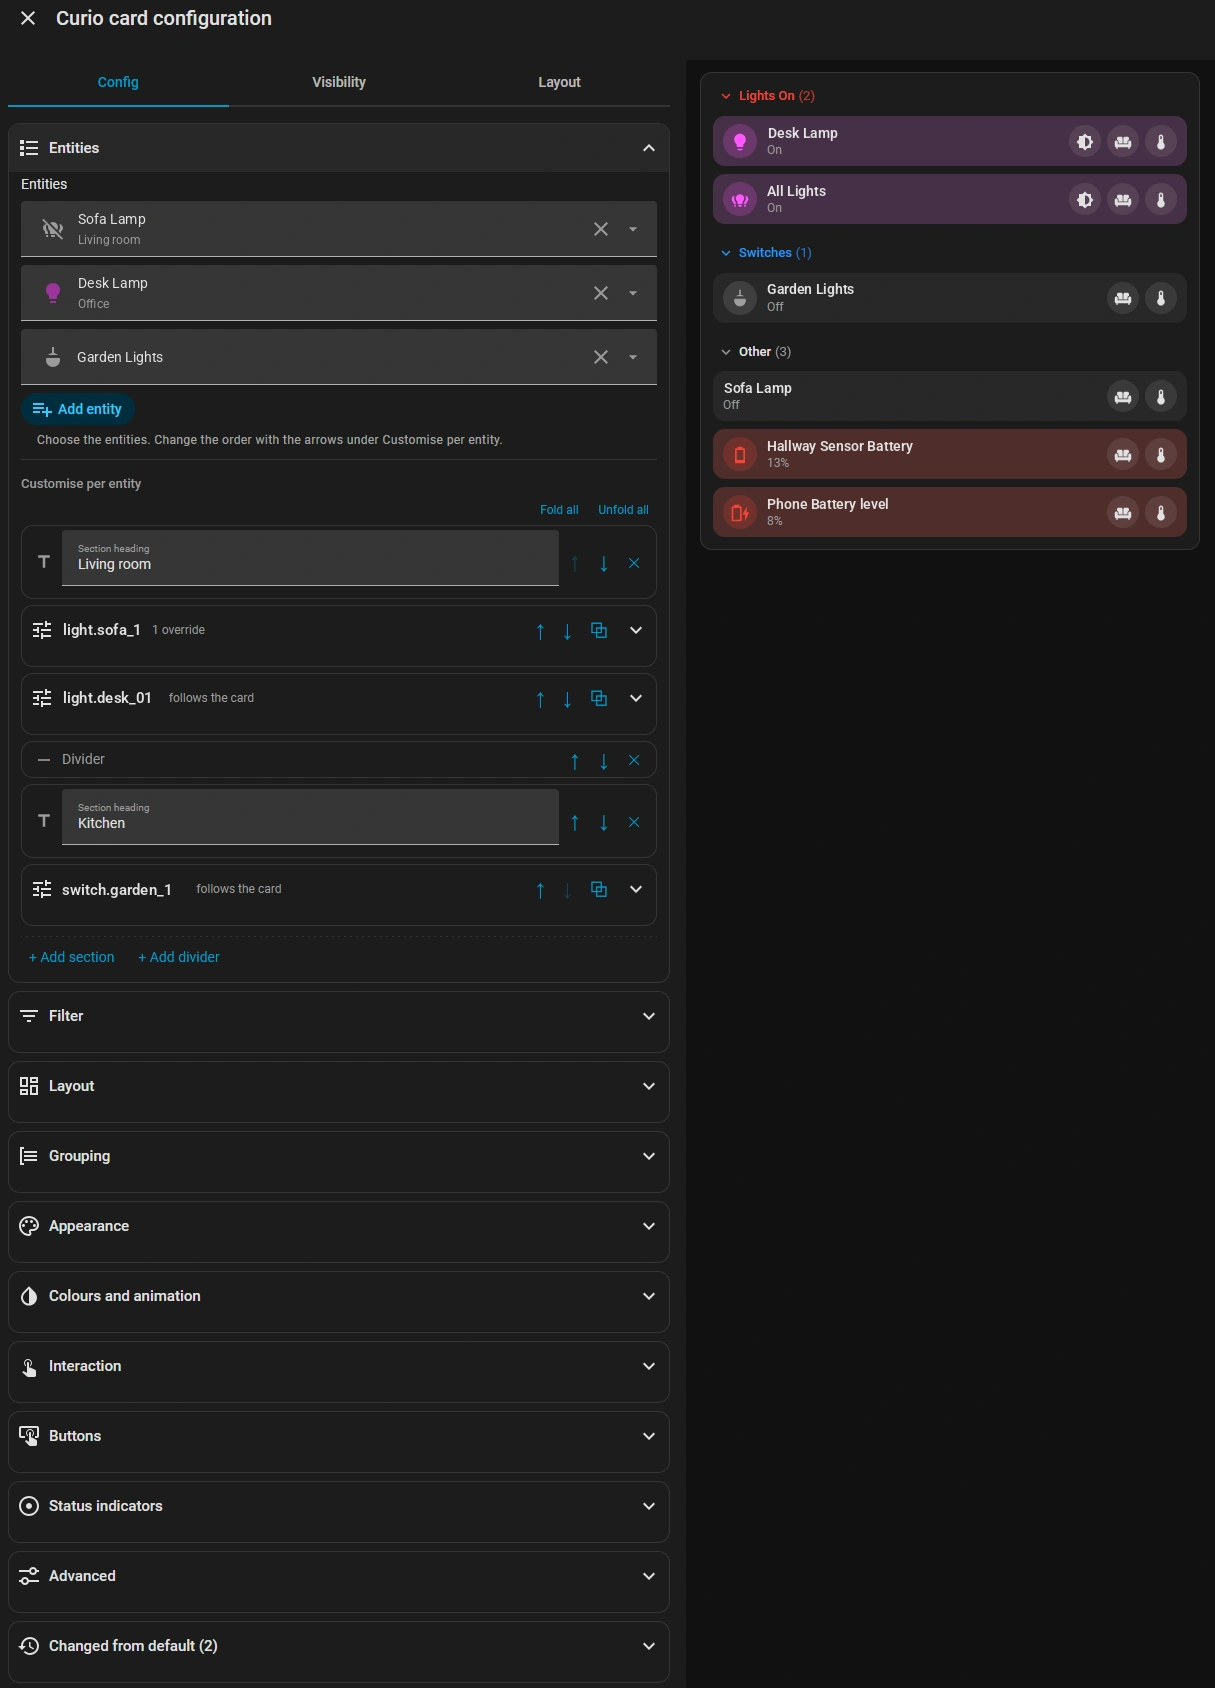 Curio card configuration
Config
Visibility
Layout
Entities
Entities
Sofa Lamp
Living room
Desk Lamp
Office
Garden Lights
Add entity
Choose the entities. Change the order with the arrows under Customise per entity.
Customise per entity
Fold all
Unfold all
Section heading
Living room
light.sofa_1 1 override
light.desk_01 follows the card
Divider
Section heading
Kitchen
switch.garden_1 follows the card
+ Add section
+ Add divider
Filter
Layout
Grouping
Appearance
Colours and animation
Interaction
Buttons
Status indicators
Advanced
Changed from default (2)
Lights On (2)
Desk Lamp
On
All Lights
On
Switches (1)
Garden Lights
Off
Other (3)
Sofa Lamp
Off
Hallway Sensor Battery
13%
Phone Battery level
8%